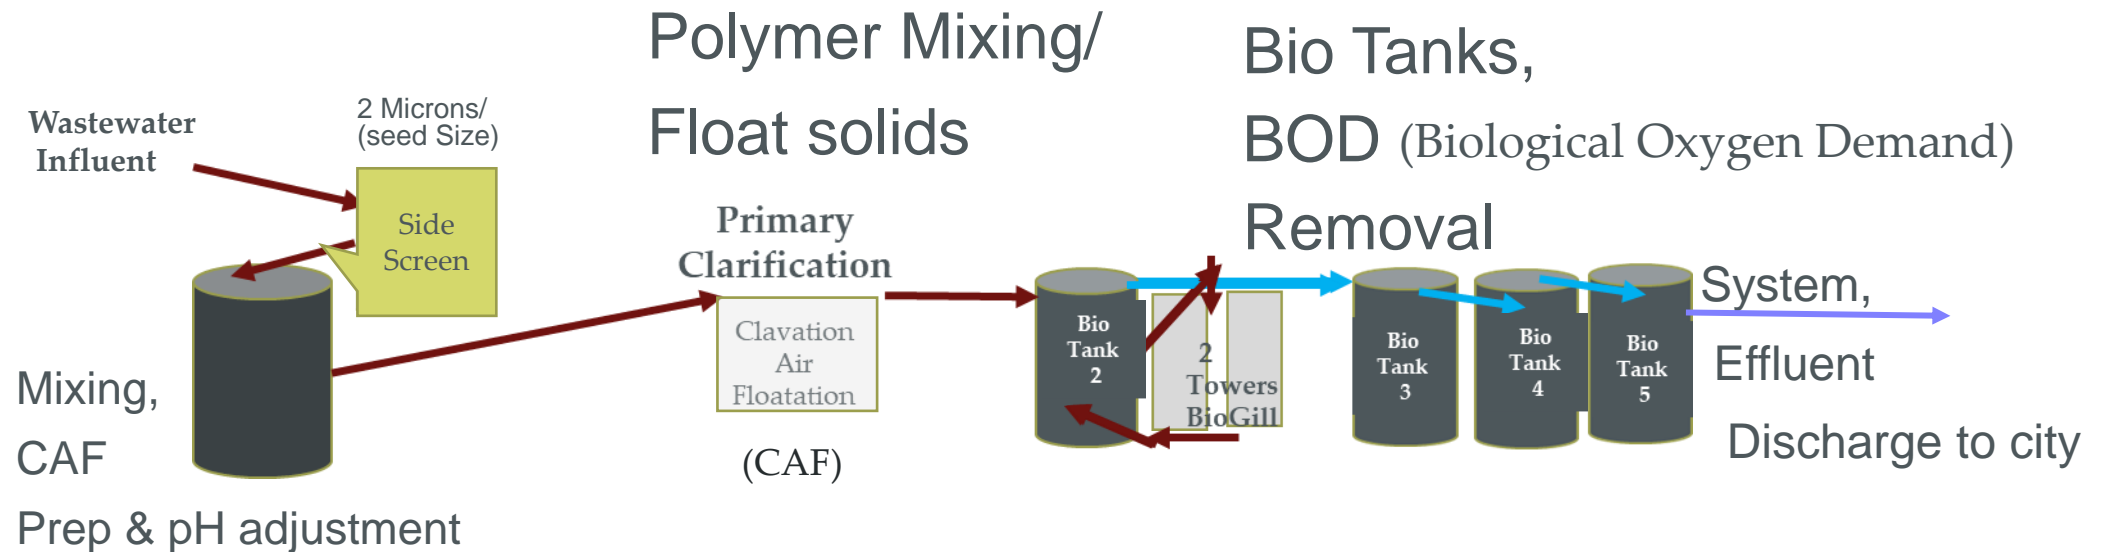 Wastewater
Influent
2 Microns/
(seed Size)
Side
Screen
Mixing,
CAF
Prep & pH adjustment
Polymer Mixing/
Float solids
Primary
Clarification
Clavation
Air
Floatation
(CAF)
Bio Tanks,
BOD (Biological Oxygen Demand)
Removal
Bio
Tank
2
2
Towers
BioGill
Bio
Tank
3
Bio
Tank
4
Bio
Tank
5
System,
Effluent
Discharge to city